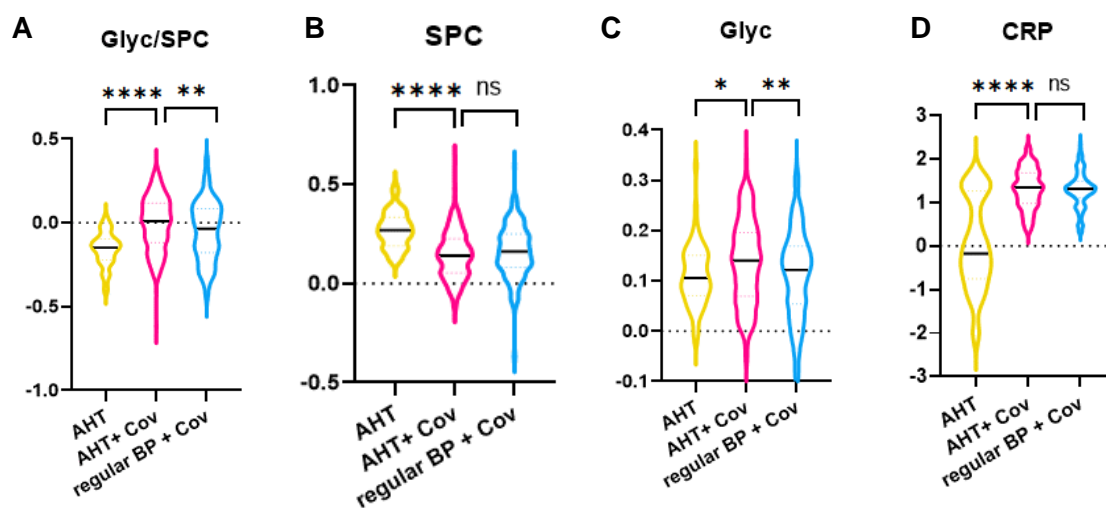 A
Glyc/SPC
**** **
0.5
0.0
-0.5
-1.0
AHT
AHT+ Cov
regular BP + Cov
B
SPC
**** ns
1.0
0.5
0.0
-0.5
AHT
AHT+ Cov
regular BP + Cov
C
Glyc
* **
0.4
0.3
0.2
0.1
0.0
-0.1
AHT
AHT+ Cov
regular BP + Cov
D
CRP
**** ns
3
2
1
0
-1
-2
-3
AHT
AHT+ Cov
regular BP + Cov